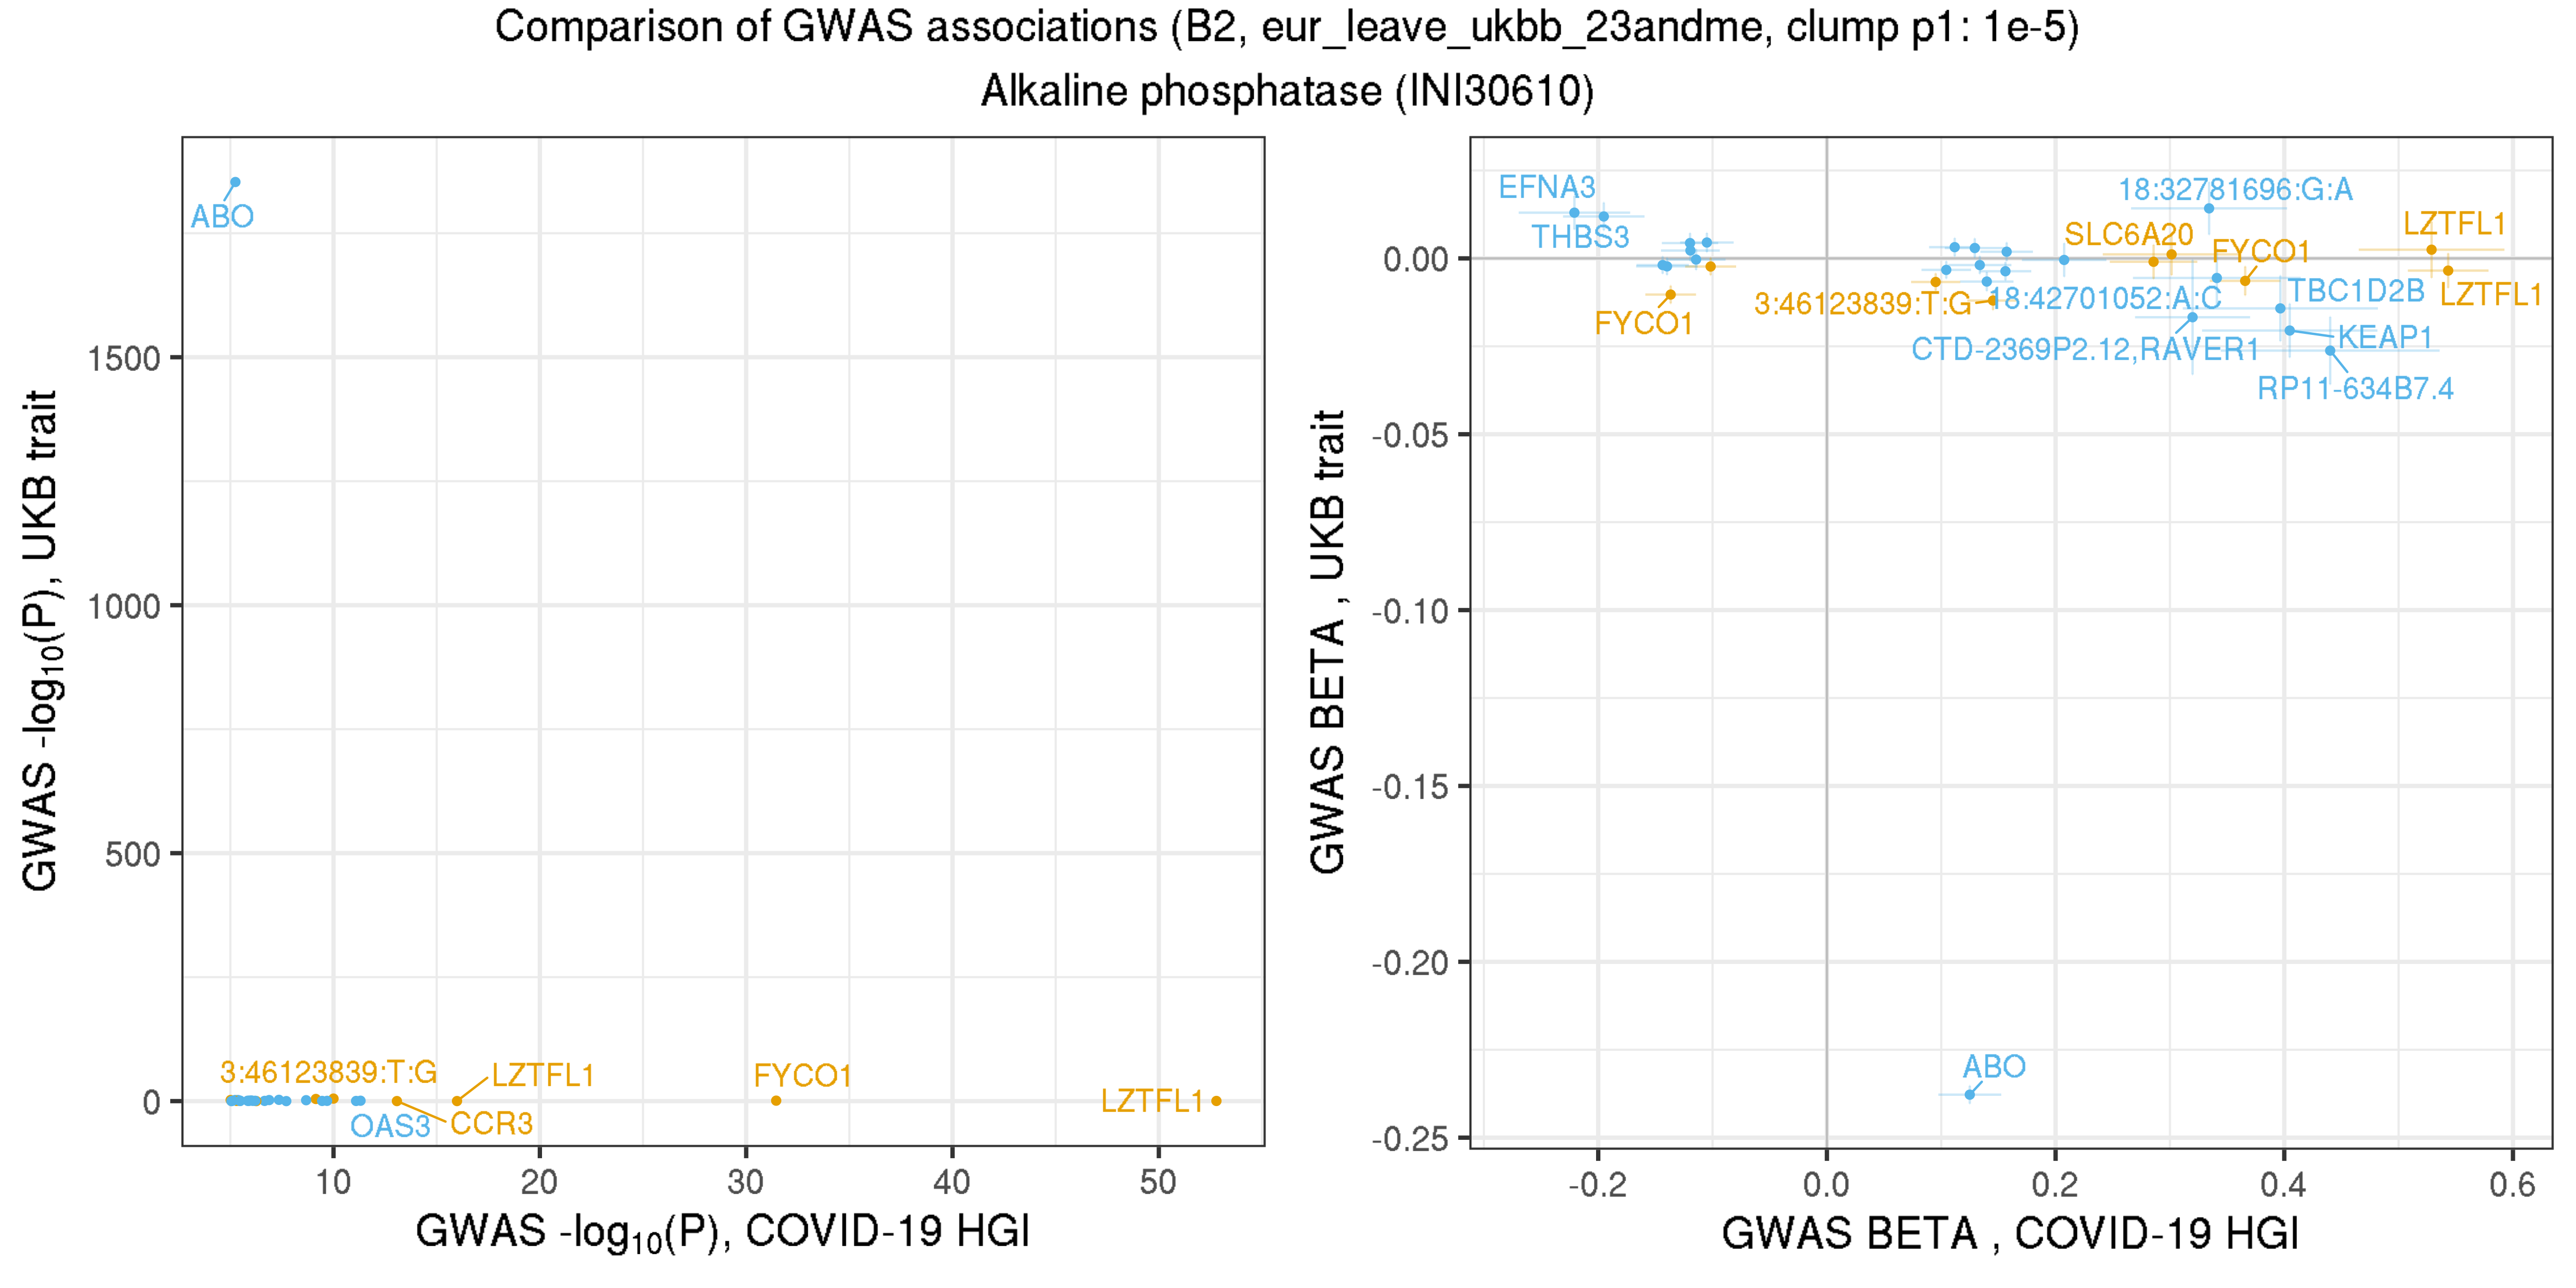 Comparison of GWAS associations (B2, eur_leave_ukbb_23andme, clump p1: 1e-5)
Alkaline phosphatase (INI30610)
GWAS -log10(P), UKB trait
1500
1000
500
0
ABO
3:46123839:T:G
LZTFL1
OAS3
CCR3
FYCO1
LZTFL1
10
20
30
40
50
GWAS -log10(P), COVID-19 HGI
GWAS BETA , UKB trait
0.00
-0.05
-0.10
-0.15
-0.20
-0.25
EFNA3
THBS3
FYCO1
18:32781696:G:A
SLC6A20
FYCO1
LZTFL1
3:46123839:T:G
18:42701052:A:C
TBC1D2B
LZTFL1
CTD-2369P2.12,RAVER1
KEAP1
RP11-634B7.4
ABO
-0.2
0.0
0.2
0.4
0.6
GWAS BETA , COVID-19 HGI